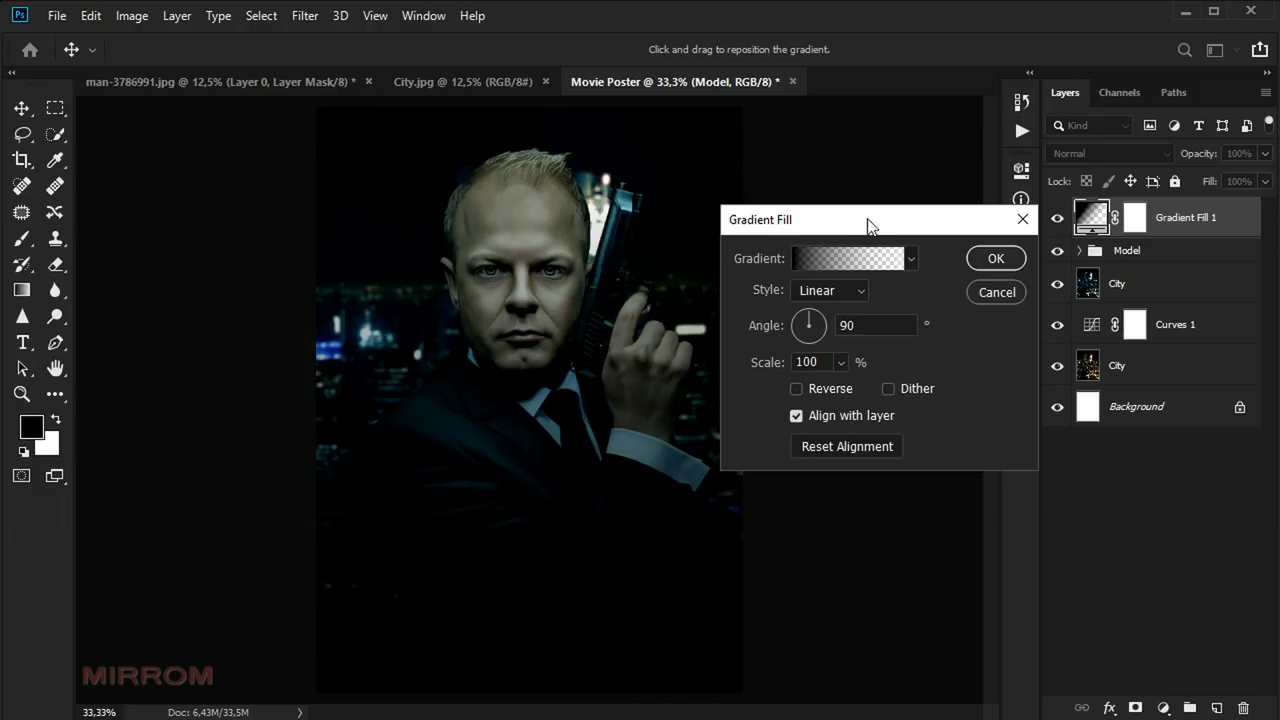 Ps File Edit Image Layer Type Select Filter 3D View Window Help
Click and drag to reposition the gradient.
man-3786991.jpg @ 12,5% (Layer 0, Layer Mask/8) * City.jpg @ 12,5% (RGB/8#) Movie Poster @ 33,3% (Model, RGB/8) *
Layers Channels Paths
Kind
Normal Opacity: 100%
Lock: Fill: 100%
Gradient Fill 1
Model
City
Curves 1
City
Background
Gradient Fill
Gradient: OK
Style: Linear Cancel
Angle: 90 °
Scale: 100 %
Reverse Dither
Align with layer
Reset Alignment
MIRROM
33,33% Doc: 6,43M/33,5M